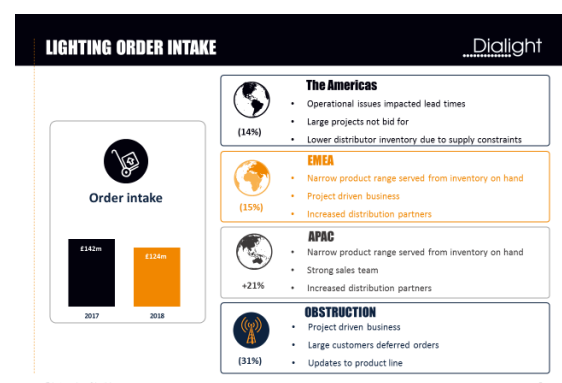 LIGHTING ORDER INTAKE
Dialight
Order intake
£142m
£124m
2017
2018
The Americas
• Operational issues impacted lead times
• Large projects not bid for
• Lower distributor inventory due to supply constraints
(14%)
EMEA
• Narrow product range served from inventory on hand
• Project driven business
• Increased distribution partners
(15%)
APAC
• Narrow product range served from inventory on hand
• Strong sales team
• Increased distribution partners
+21%
OBSTRUCTION
• Project driven business
• Large customers deferred orders
• Updates to product line
(31%)